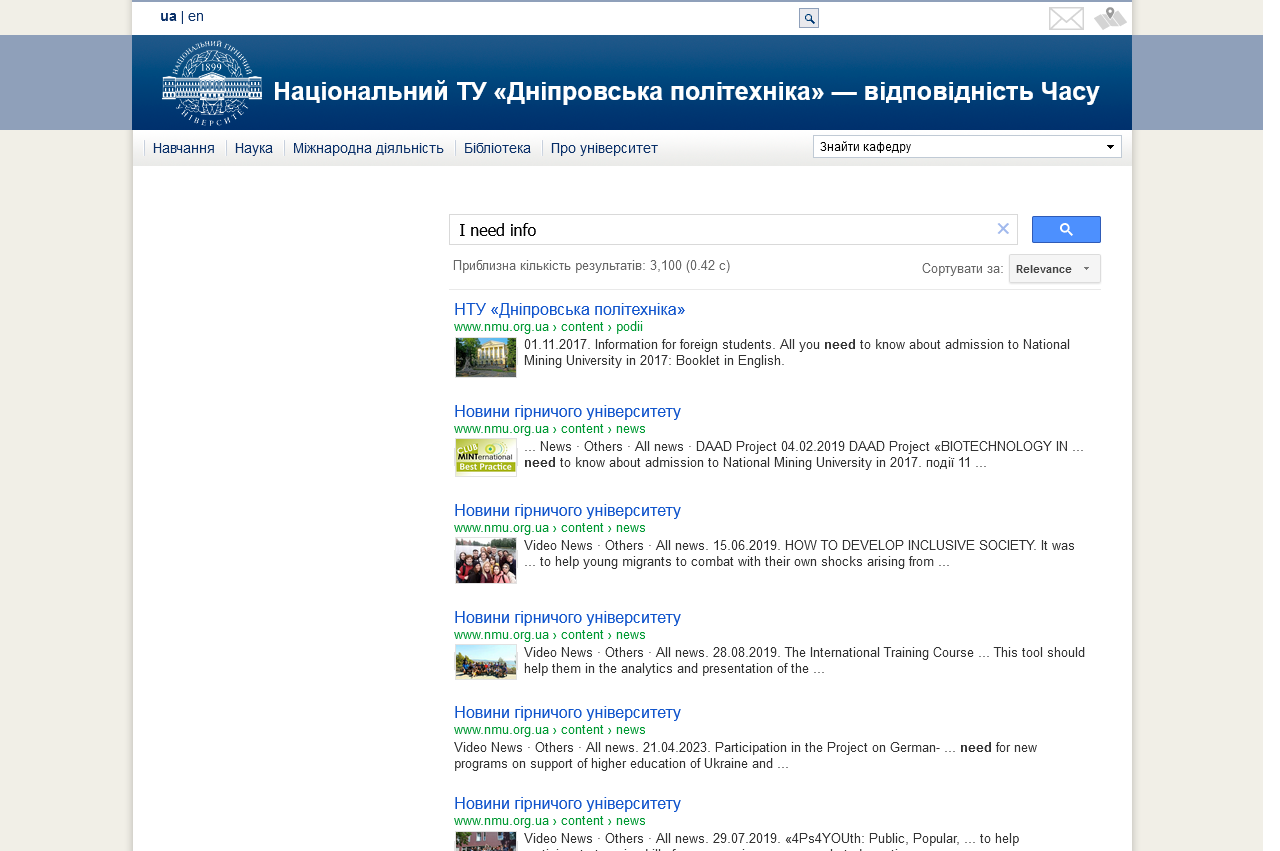 ua | en
НАЦІОНАЛЬНИЙ ГІРНИЧИЙ УНІВЕРСИТЕТ
1899
Національний ТУ «Дніпровська політехніка» — відповідність Часу
Навчання Наука Міжнародна діяльність Бібліотека Про університет Знайти кафедру
I need info
Приблизна кількість результатів: 3,100 (0.42 с) Сортувати за: Relevance
НТУ «Дніпровська політехніка»
www.nmu.org.ua › content › podii
01.11.2017. Information for foreign students. All you need to know about admission to National
Mining University in 2017: Booklet in English.
Новини гірничого університету
www.nmu.org.ua › content › news
CLUB
MINTernational
Best Practice
... News · Others · All news · DAAD Project 04.02.2019 DAAD Project «BIOTECHNOLOGY IN ...
need to know about admission to National Mining University in 2017. події 11 ...
Новини гірничого університету
www.nmu.org.ua › content › news
Video News · Others · All news. 15.06.2019. HOW TO DEVELOP INCLUSIVE SOCIETY. It was
... to help young migrants to combat with their own shocks arising from ...
Новини гірничого університету
www.nmu.org.ua › content › news
Video News · Others · All news. 28.08.2019. The International Training Course ... This tool should
help them in the analytics and presentation of the ...
Новини гірничого університету
www.nmu.org.ua › content › news
Video News · Others · All news. 21.04.2023. Participation in the Project on German- ... need for new
programs on support of higher education of Ukraine and ...
Новини гірничого університету
www.nmu.org.ua › content › news
Video News · Others · All news. 29.07.2019. «4Ps4YOUth: Public, Popular, ... to help